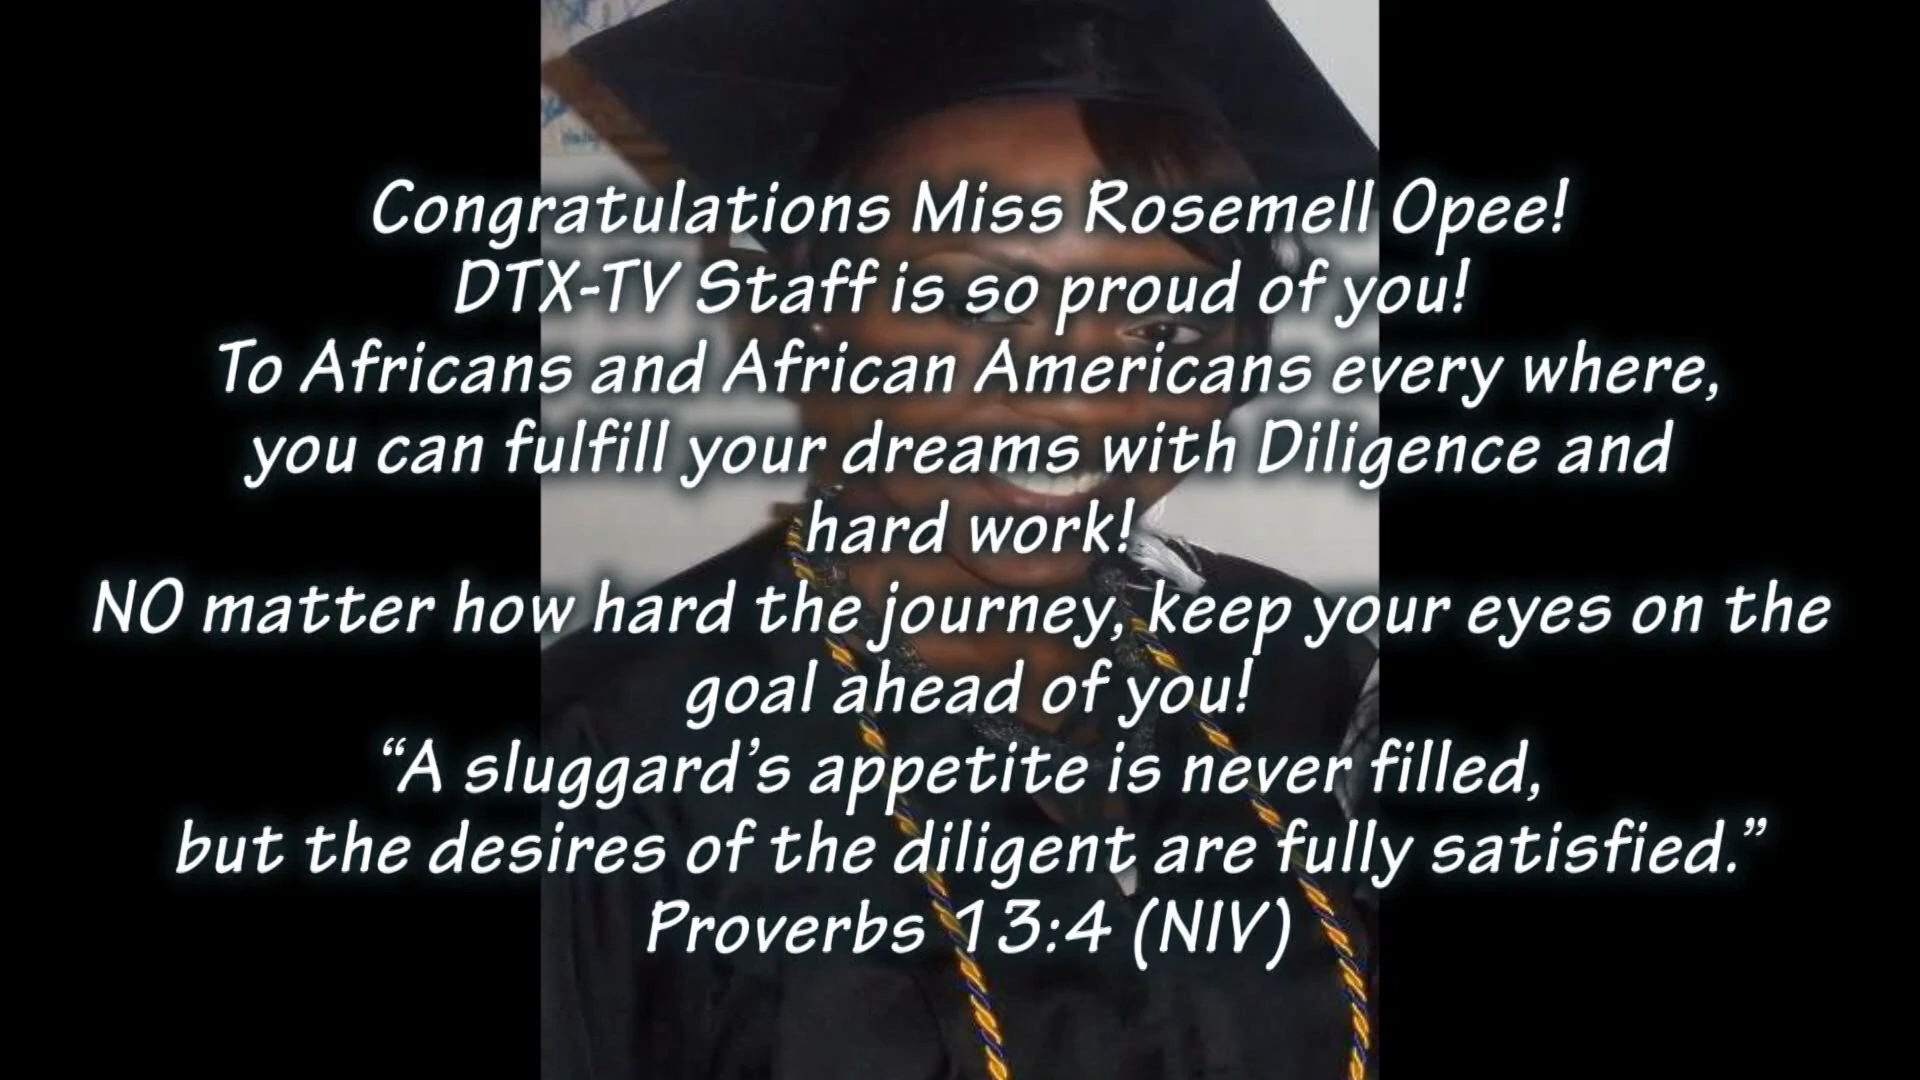 Congratulations Miss Rosemell Opee!
DTX-TV Staff is so proud of you!
To Africans and African Americans every where,
you can fulfill your dreams with Diligence and
hard work!
NO matter how hard the journey, keep your eyes on the
goal ahead of you!
“A sluggard’s appetite is never filled,
but the desires of the diligent are fully satisfied.”
Proverbs 13:4 (NIV)